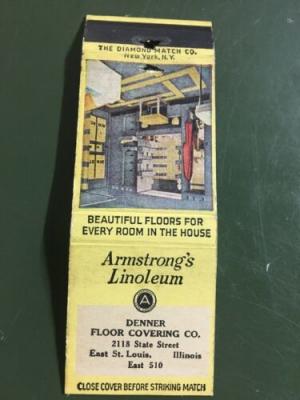 THE DIAMOND MATCH CO.
NEW YORK, N.Y.
BEAUTIFUL FLOORS FOR
EVERY ROOM IN THE HOUSE
Armstrong's
Linoleum
A
DENNER
FLOOR COVERING CO.
2118 State Street
East St. Louis, Illinois
East 510
CLOSE COVER BEFORE STRIKING MATCH